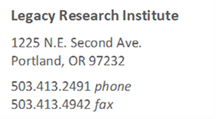 Legacy Research Institute
1225 N.E. Second Ave.
Portland, OR 97232
503.413.2491 phone
503.413.4942 fax